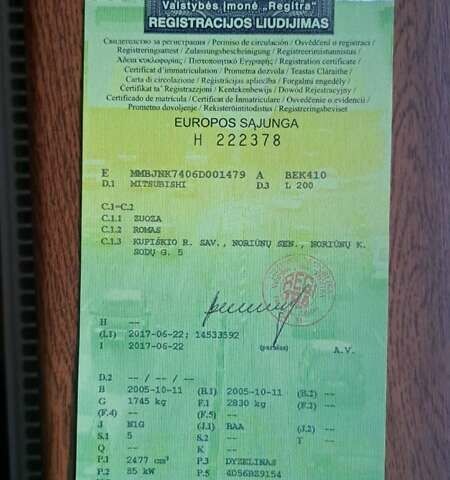 Valstybės Įmonė „Regitra“
REGISTRACIJOS LIUDIJIMAS
Свидетелство за регистрация / Permiso de circulación / Osvědčení o registraci
Registreringsattest / Zulassungsbescheinigung / Registreerimistunnistus
Άδεια κυκλοφορίας / Πιστοποιητικό Εγγραφής / Registration certificate /
Certificat d'immatriculation / Prometna dozvola / Teastas Cláraithe /
Carta di circolazione / Reģistrācijas apliecība / Forgalmi engedély /
Ċertifikat ta' Reġistrazzjoni / Kentekenbewijs / Dowód Rejestracyjny /
Certificado de matrícula / Certificat de Înmatriculare / Osvedčenie o evidencii /
Prometno dovoljenje / Rekisteröintitodistus / Registreringsbeviset
EUROPOS SĄJUNGA
H 222378
E MMBJNK7406D001479 A BEK410
D.1 MITSUBISHI D.3 L 200
C.1=C.2
C.1.1 ZUOZA
C.1.2 ROMAS
C.1.3 KUPIŠKIO R. SAV., NORIŪNŲ SEN., NORIŪNŲ K.
SODŲ G. 5
H ---
(I.1) 2017-06-22; 14533592
I 2017-06-22 (parašas) A.V.
D.2 -- / -- / --
B 2005-10-11 (B.1) 2005-10-11 (B.2) --
G 1745 kg F.1 2830 kg (F.2) --
(F.4) -- (F.5) --
J N1G (J.1) BAA (J.2) --
S.1 5 S.2 -- T --
Q -- K --
P.1 2477 cm³ P.3 DYZELINAS
P.2 85 kW P.5 4D56BZ9154